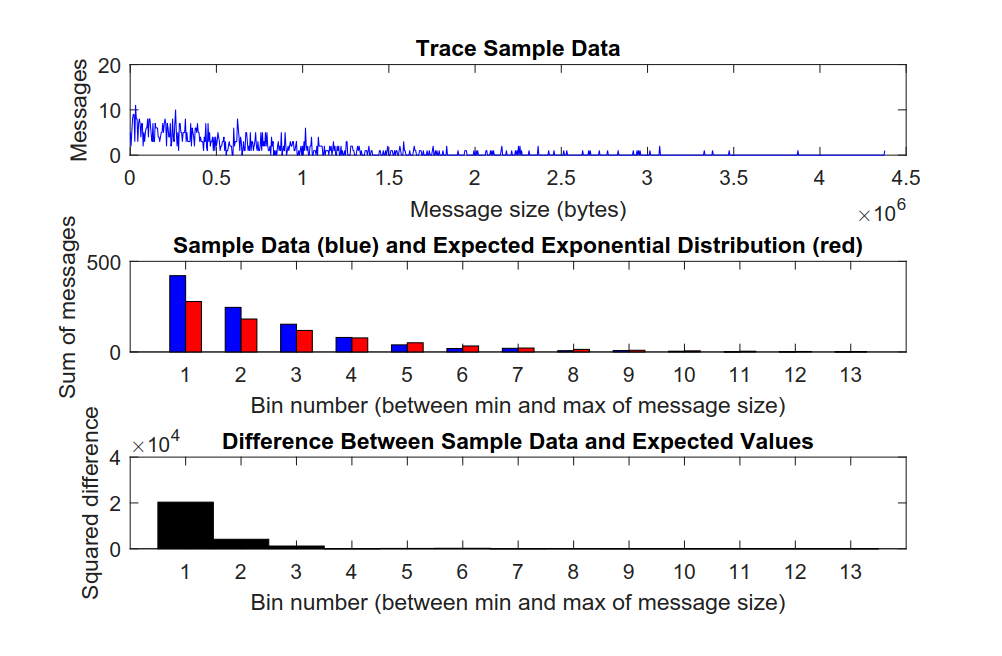 Trace Sample Data
Messages
20
10
0
0 0.5 1 1.5 2 2.5 3 3.5 4 4.5
Message size (bytes)
×10^6
Sample Data (blue) and Expected Exponential Distribution (red)
Sum of messages
500
0
1 2 3 4 5 6 7 8 9 10 11 12 13
Bin number (between min and max of message size)
Difference Between Sample Data and Expected Values
×10^4
Squared difference
4
2
0
1 2 3 4 5 6 7 8 9 10 11 12 13
Bin number (between min and max of message size)